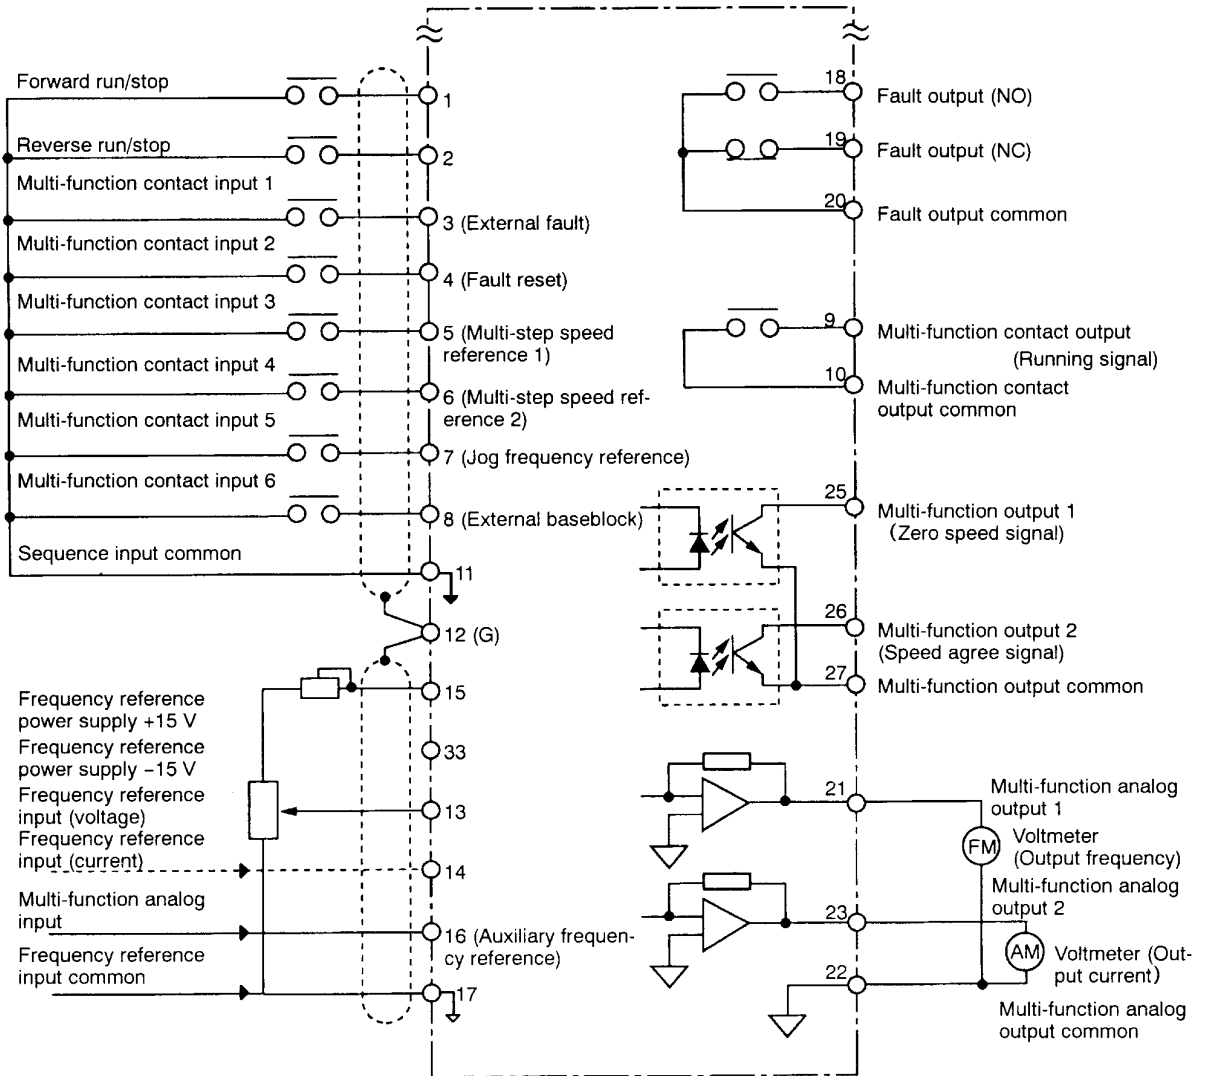 Forward run/stop
1
Reverse run/stop
2
Multi-function contact input 1
3 (External fault)
Multi-function contact input 2
4 (Fault reset)
Multi-function contact input 3
5 (Multi-step speed
reference 1)
Multi-function contact input 4
6 (Multi-step speed ref-
erence 2)
Multi-function contact input 5
7 (Jog frequency reference)
Multi-function contact input 6
8 (External baseblock)
Sequence input common
11
12 (G)
Frequency reference
power supply +15 V
15
Frequency reference
power supply −15 V
33
Frequency reference
input (voltage)
13
Frequency reference
input (current)
14
Multi-function analog
input
16 (Auxiliary frequen-
cy reference)
Frequency reference
input common
17
18
Fault output (NO)
19
Fault output (NC)
20
Fault output common
9
Multi-function contact output
(Running signal)
10
Multi-function contact
output common
25
Multi-function output 1
(Zero speed signal)
26
Multi-function output 2
(Speed agree signal)
27
Multi-function output common
21
Multi-function analog
output 1
FM
Voltmeter
(Output frequency)
Multi-function analog
output 2
23
AM
Voltmeter (Out-
put current)
22
Multi-function analog
output common